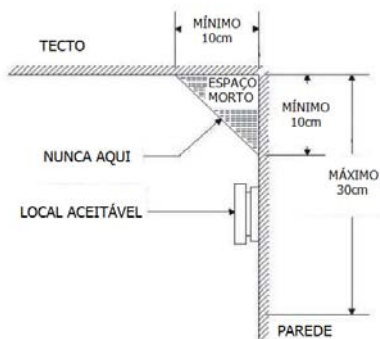 MÍNIMO
10cm
TECTO
ESPAÇO
MORTO
MÍNIMO
10cm
NUNCA AQUI
MÁXIMO
30cm
LOCAL ACEITÁVEL
PAREDE